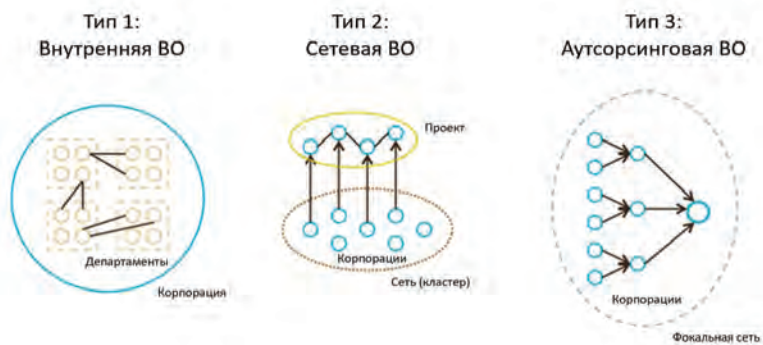 Тип 1:
Внутренняя ВО
Департаменты
Корпорация
Тип 2:
Сетевая ВО
Проект
Корпорации
Сеть (кластер)
Тип 3:
Аутсорсинговая ВО
Корпорации
Фокальная сеть